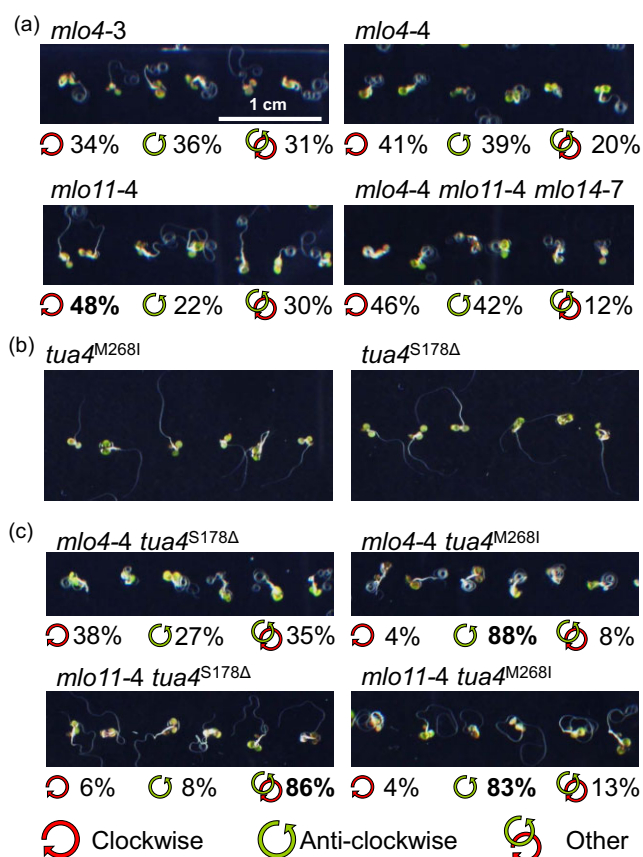 (a)
mlo4-3 mlo4-4
1 cm
34% 36% 31% 41% 39% 20%
mlo11-4 mlo4-4 mlo11-4 mlo14-7
48% 22% 30% 46% 42% 12%
(b)
tua4M268I tua4S178Δ
(c)
mlo4-4 tua4S178Δ mlo4-4 tua4M268I
38% 27% 35% 4% 88% 8%
mlo11-4 tua4S178Δ mlo11-4 tua4M268I
6% 8% 86% 4% 83% 13%
Clockwise Anti-clockwise Other